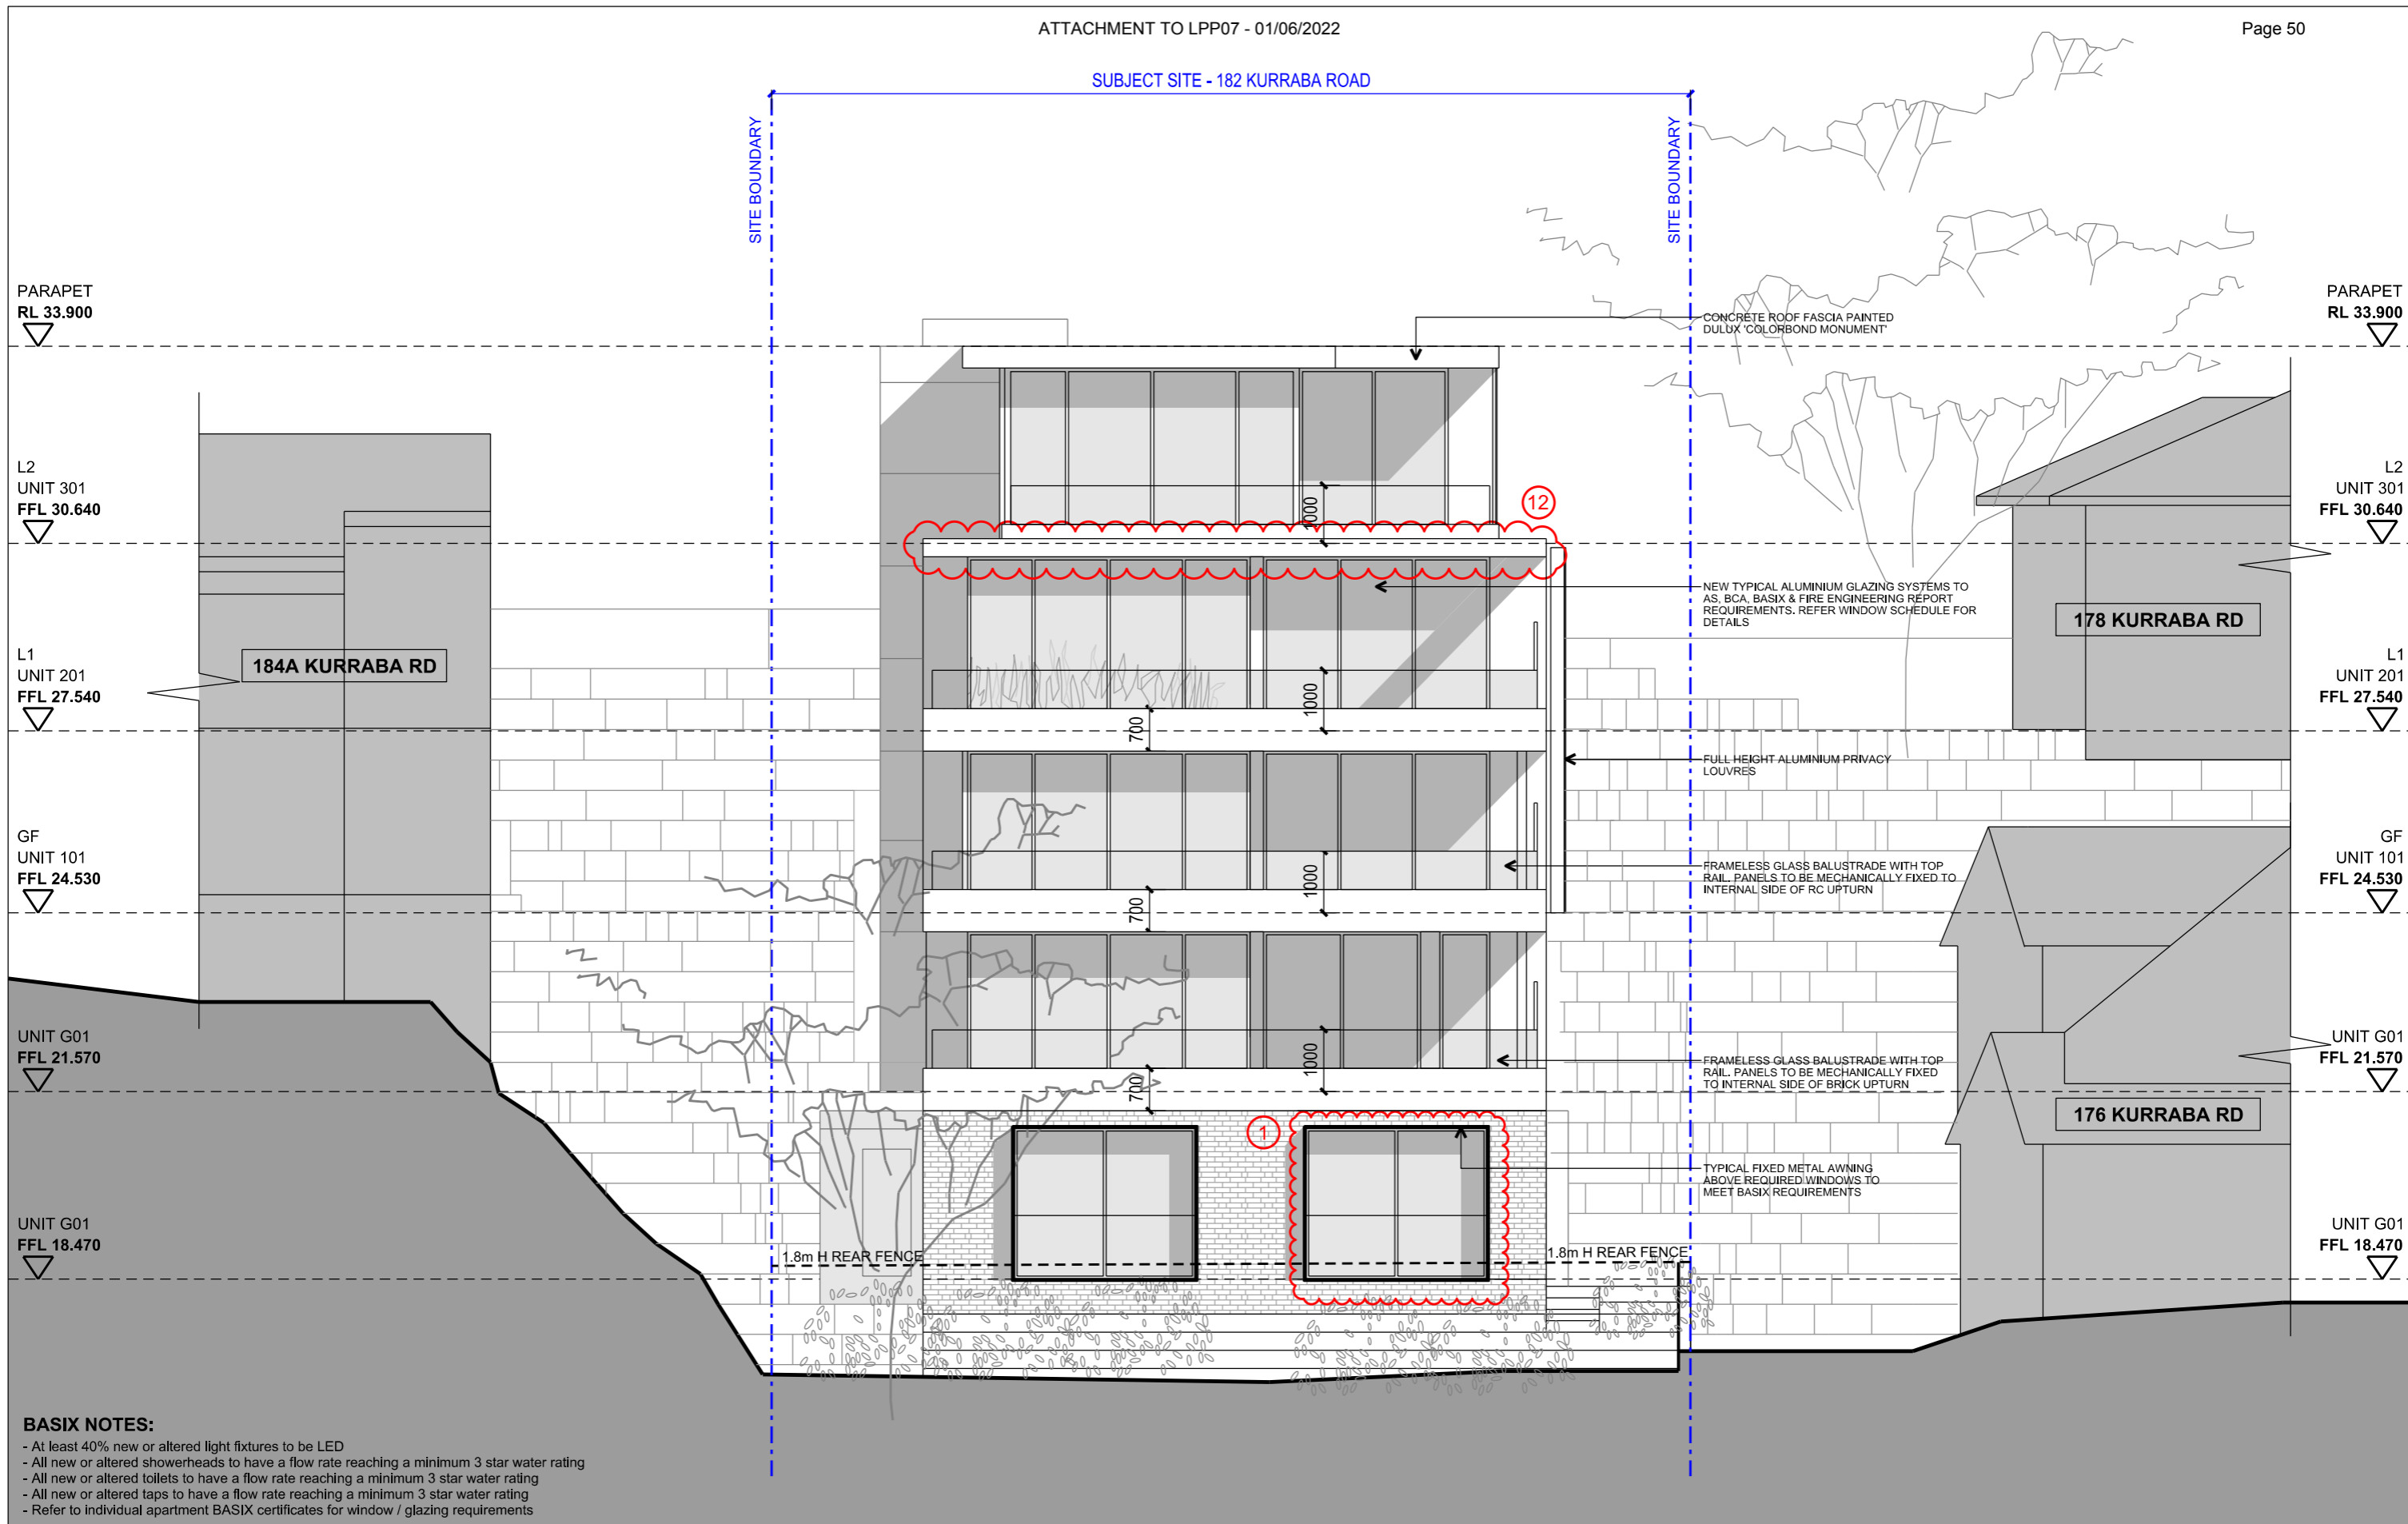 ATTACHMENT TO LPP07 - 01/06/2022
Page 50
SUBJECT SITE - 182 KURRABA ROAD
SITE BOUNDARY
SITE BOUNDARY
PARAPET
RL 33.900
L2
UNIT 301
FFL 30.640
L1
UNIT 201
FFL 27.540
GF
UNIT 101
FFL 24.530
UNIT G01
FFL 21.570
UNIT G01
FFL 18.470
184A KURRABA RD
12
1000
1000
700
1000
700
1000
700
1
1.8m H REAR FENCE
1.8m H REAR FENCE
CONCRETE ROOF FASCIA PAINTED
DULUX 'COLORBOND MONUMENT'
NEW TYPICAL ALUMINIUM GLAZING SYSTEMS TO
AS, BCA, BASIX & FIRE ENGINEERING REPORT
REQUIREMENTS. REFER WINDOW SCHEDULE FOR
DETAILS
FULL HEIGHT ALUMINIUM PRIVACY
LOUVRES
FRAMELESS GLASS BALUSTRADE WITH TOP
RAIL. PANELS TO BE MECHANICALLY FIXED TO
INTERNAL SIDE OF RC UPTURN
FRAMELESS GLASS BALUSTRADE WITH TOP
RAIL. PANELS TO BE MECHANICALLY FIXED
TO INTERNAL SIDE OF BRICK UPTURN
TYPICAL FIXED METAL AWNING
ABOVE REQUIRED WINDOWS TO
MEET BASIX REQUIREMENTS
178 KURRABA RD
176 KURRABA RD
PARAPET
RL 33.900
L2
UNIT 301
FFL 30.640
L1
UNIT 201
FFL 27.540
GF
UNIT 101
FFL 24.530
UNIT G01
FFL 21.570
UNIT G01
FFL 18.470
BASIX NOTES:
- At least 40% new or altered light fixtures to be LED
- All new or altered showerheads to have a flow rate reaching a minimum 3 star water rating
- All new or altered toilets to have a flow rate reaching a minimum 3 star water rating
- All new or altered taps to have a flow rate reaching a minimum 3 star water rating
- Refer to individual apartment BASIX certificates for window / glazing requirements